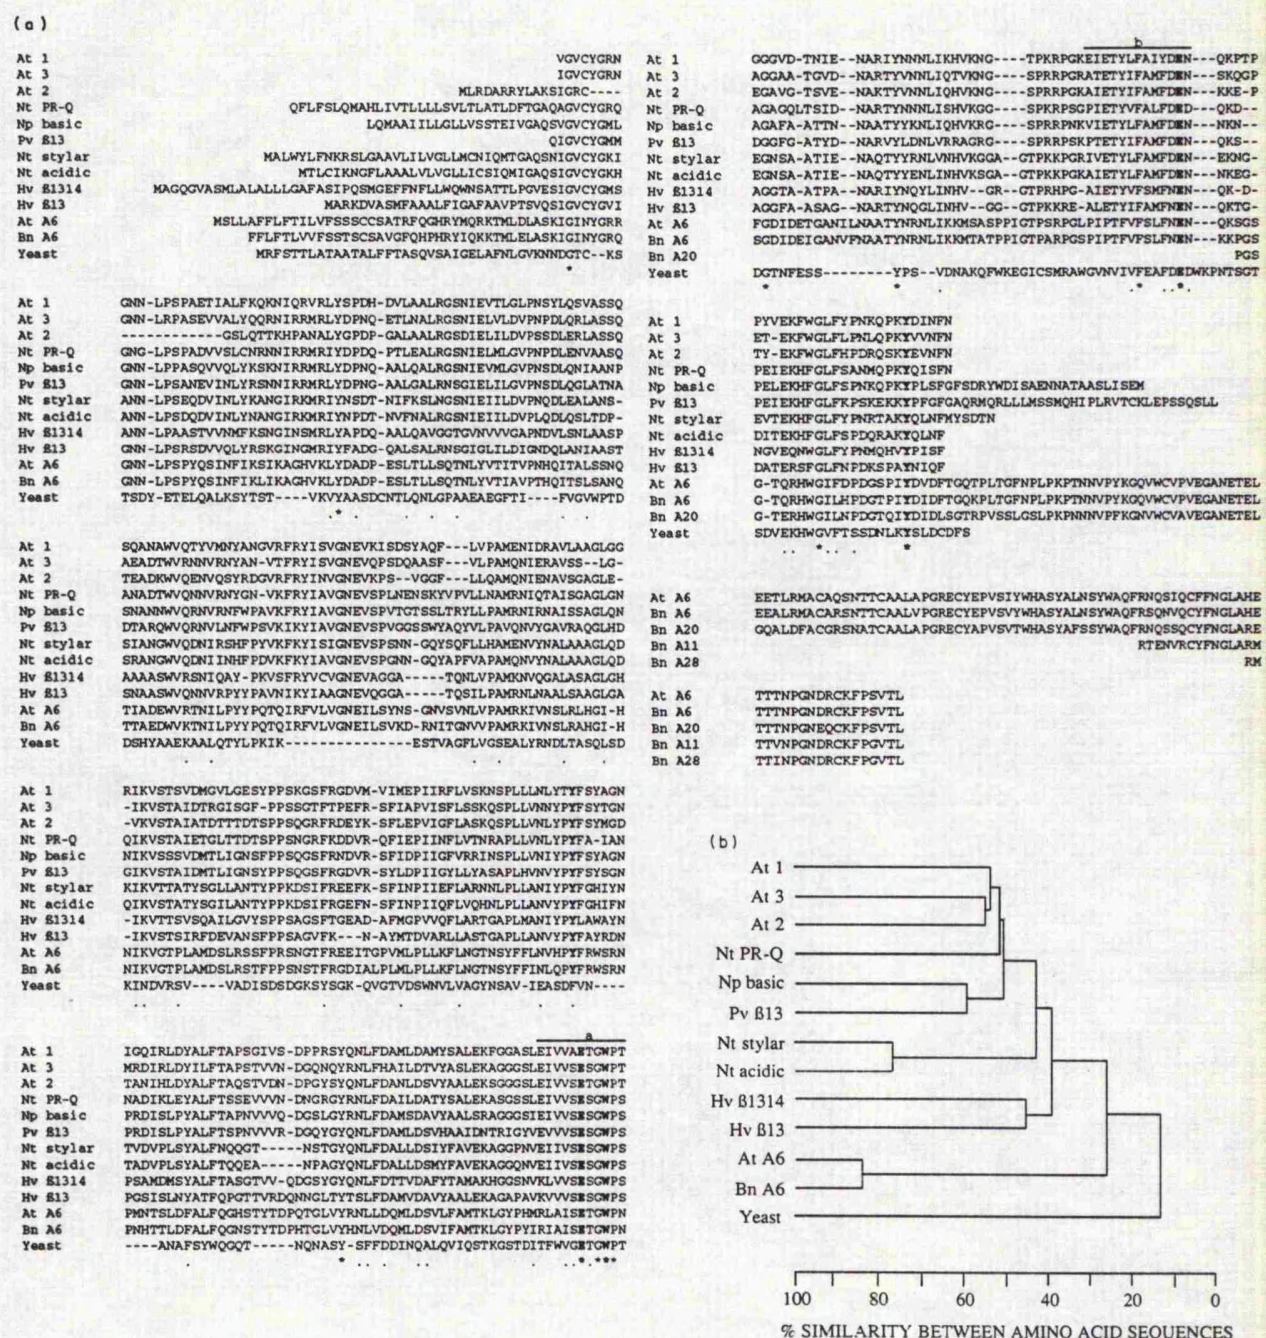 (a)
At 1 VGVCYGRN
At 3 IGVCYGRN
At 2 MLRDARRYLAKSIGRC----
Nt PR-Q QFLFSLQMAHLIVTLLLLSVLTLATLDFTGAQAGVCYGRQ
Np basic LQMAAIILLGLLVSSTEIVGAQSVGVCYGML
Pv ß13 QIGVCYGMM
Nt stylar MALWYLFNKRSLGAAVLILVGLLMCNIQMTGAQSNIGVCYGKI
Nt acidic MTLCIKNGFLAAALVLVGLLICSIQMIGAQSIGVCYGKH
Hv ß1314 MAGQGVASMLALALLLGAFASIPQSMGEFFNFLLWQWNSATTLPGVESIGVCYGMS
Hv ß13 MARKDVASMFAAALFIGAFAAVPTSVQSIGVCYGVI
At A6 MSLLAFFLFTILVFSSSCCSATRFQGHRYMQRKTMLDLASKIGINYGRR
Bn A6 FFLFTLVVFSSTSCSAVGFQHPHRYIQKKTMLELASKIGINYGRQ
Yeast MRFSTTLATAATALFFTASQVSAIGELAFNLGVKNNDGTC--KS
*
At 1 GNN-LPSPAETIALFKQKNIQRVRLYSPDH-DVLAALRGSNIEVTLGLPNSYLQSVASSQ
At 3 GNN-LRPASEVVALYQQRNIRRMRLYDPNQ-ETLNALRGSNIELVLDVPNPDLQRLASSQ
At 2 -----------GSLQTTKHPANALYGPDP-GALAALRGSDIELILDVPSSDLERLASSQ
Nt PR-Q GNG-LPSPADVVSLCNRNNIRRMRIYDPDQ-PTLEALRGSNIELMLGVPNPDLENVAASQ
Np basic GNN-LPPASQVVQLYKSKNIRRMRLYDPNQ-AALQALRGSNIEVMLGVPNSDLQNIAANP
Pv ß13 GNN-LPSANEVINLYRSNNIRRMRLYDPNG-AALGALRNSGIELILGVPNSDLQGLATNA
Nt stylar ANN-LPSEQDVINLYKANGIRKMRIYNSDT-NIFKSLNGSNIEIILDVPNQDLEALANS-
Nt acidic ANN-LPSDQDVINLYNANGIRKMRIYNPDT-NVFNALRGSNIEIILDVPLQDLQSLTDP-
Hv ß1314 ANN-LPAASTVVNMFKSNGINSMRLYAPDQ-AALQAVGGTGVNVVVGAPNDVLSNLAASP
Hv ß13 GNN-LPSRSDVVQLYRSKGINGMRIYFADG-QALSALRNSGIGLILDIGNDQLANIAAST
At A6 GNN-LPSPYQSINFIKSIKAGHVKLYDADP-ESLTLLSQTNLYVTITVPNHQITALSSNQ
Bn A6 GNN-LPSPYQSINFIKLIKAGHVKLYDADP-ESLTLLSQTNLYVTIAVPTHQITSLSANQ
Yeast TSDY-ETELQALKSYTST----VKVYAASDCNTLQNLGPAAEAEGFTI----FVGVWPTD
.* . . . .
At 1 SQANAWVQTYVMNYANGVRFRYISVGNEVKISDSYAQF---LVPAMENIDRAVLAAGLGG
At 3 AEADTWVRNNVRNYAN-VTFRYISVGNEVQPSDQAASF----VLPAMQNIERAVSS--LG-
At 2 TEADKWVQENVQSYRDGVRFRYINVGNEVKPS--VGGF---LLQAMQNIENAVSGAGLE-
Nt PR-Q ANADTWVQNNVRNYGN-VKFRYIAVGNEVSPLNENSKYVPVLLNAMRNIQTAISGAGLGN
Np basic SNANNWVQRNVRNFWPAVKFRYIAVGNEVSPVTGTSSLTRYLLPAMRNIRNAISSAGLQN
Pv ß13 DTARQWVQRNVLNFWPSVKIKYIAVGNEVSPVGGSSWYAQYVLPAVQNVYGAVRAQGLHD
Nt stylar SIANGWVQDNIRSHFPYVKFKYISIGNEVSPSNN-GQYSQFLLHAMENVYNALAAAGLQD
Nt acidic SRANGWVQDNIINHFPDVKFKYIAVGNEVSPGNN-GQYAPFVAPAMQNVYNALAAAGLQD
Hv ß1314 AAAASWVRSNIQAY-PKVSFRYVCVGNEVAGGA-----TQNLVPAMKNVQGALASAGLGH
Hv ß13 SNAASWVQNNVRPYYPAVNIKYIAAGNEVQGGA-----TQSILPAMRNLNAALSAAGLGA
At A6 TIADEWVRTNILPYYPQTQIRFVLVGNEILSYNS-GNVSVNLVPAMRKIVNSLRLHGI-H
Bn A6 TTAEDWVKTNILPYYPQTQIRFVLVGNEILSVKD-RNITGNVVPAMRKIVNSLRAHGI-H
Yeast DSHYAAEKAALQTYLPKIK---------------ESTVAGFLVGSEALYRNDLTASQLSD
. . . . . .
At 1 RIKVSTSVDMGVLGESYPPSKGSFRGDVM-VIMEPIIRFLVSKNSPLLLNLYTYFSYAGN
At 3 -IKVSTAIDTRGISGF-PPSSGTFTPEFR-SFIAPVISFLSSKQSPLLVNNYPYFSYTGN
At 2 -VKVSTAIATDTTTDTSPPSQGRFRDEYK-SFLEPVIGFLASKQSPLLVNLYPYFSYMGD
Nt PR-Q QIKVSTAIETGLTTDTSPPSNGRFKDDVR-QFIEPIINFLVTNRAPLLVNLYPYFA-IAN
Np basic NIKVSSSVDMTLIGNSFPPSQGSFRNDVR-SFIDPIIGFVRRINSPLLVNIYPYFSYAGN
Pv ß13 GIKVSTAIDMTLIGNSYPPSQGSFRGDVR-SYLDPIIGYLLYASAPLHVNVYPYFSYSGN
Nt stylar KIKVTTATYSGLLANTYPPKDSIFREEFK-SFINPIIEFLARNNLPLLANIYPYFGHIYN
Nt acidic QIKVSTATYSGILANTYPPKDSIFRGEFN-SFINPIIQFLVQHNLPLLANVYPYFGHIFN
Hv ß1314 -IKVTTSVSQAILGVYSPPSAGSFTGEAD-AFMGPVVQFLARTGAPLMANIYPYLAWAYN
Hv ß13 -IKVSTSIRFDEVANSFPPSAGVFK---N-AYMTDVARLLASTGAPLLANVYPYFAYRDN
At A6 NIKVGTPLAMDSLRSSFPRSNGTFREEITGPVMLPLLKFLNGTNSYFFLNVHPYFRWSRN
Bn A6 NIKVGTPLAMDSLRSTFPPSNSTFRGDIALPLMLPLLKFLNGTNSYFFINLQPYFRWSRN
Yeast KINDVRSV----VADISDSDGKSYSGK-QVGTVDSWNVLVAGYNSAV-IEASDFVN----
.. . . . . . .
a
At 1 IGQIRLDYALFTAPSGIVS-DPPRSYQNLFDAMLDAMYSALEKFGGASLEIVVAETGWPT
At 3 MRDIRLDYILFTAPSTVVN-DGQNQYRNLFHAILDTVYASLEKAGGGSLEIVVSESGWPT
At 2 TANIHLDYALFTAQSTVDN-DPGYSYQNLFDANLDSVYAALEKSGGGSLEIVVSESGWPT
Nt PR-Q NADIKLEYALFTSSEVVVN-DNGRGYRNLFDAILDATYSALEKASGSSLEIVVSESGWPS
Np basic PRDISLPYALFTAPNVVVQ-DGSLGYRNLFDAMSDAVYAALSRAGGGSIEIVVSESGWPS
Pv ß13 PRDISLPYALFTSPNVVVR-DGQYGYQNLFDAMLDSVHAAIDNTRIGYVEVVVSESGWPS
Nt stylar TVDVPLSYALFNQQGT-----NSTGYQNLFDALLDSIYFAVEKAGGPNVEIIVSESGWPS
Nt acidic TADVPLSYALFTQQEA-----NPAGYQNLFDALLDSMYFAVEKAGGQNVEIIVSESGWPS
Hv ß1314 PSAMDMSYALFTASGTVV-QDGSYGYQNLFDTTVDAFYTAMAKHGGSNVKLVVSESGWPS
Hv ß13 PGSISLNYATFQPGTTVRDQNNGLTYTSLFDAMVDAVYAALEKAGAPAVKVVVSESGWPS
At A6 PMNTSLDFALFQGHSTYTDPQTGLVYRNLLDQMLDSVLFAMTKLGYPHMRLAISETGWPN
Bn A6 PNHTTLDFALFQGNSTYTDPHTGLVYHNLVDQMLDSVIFAMTKLGYPYIRIAISETGWPN
Yeast ----ANAFSYWQGQT-----NQNASY-SFFDDINQALQVIQSTKGSTDITFWVGETGWPT
. * .. . .. . . *.***
b
At 1 GGGVD-TNIE--NARIYNNNLIKHVKNG----TPKRPGKEIETYLFAIYDEN---QKPTP
At 3 AGGAA-TGVD--NARTYVNNLIQTVKNG----SPRRPGRATETYIFAMFDEN---SKQGP
At 2 EGAVG-TSVE--NAKTYVNNLIQHVKNG----SPRRPGKAIETYIFAMFDEN---KKE-P
Nt PR-Q AGAGQLTSID--NARTYNNNLISHVKGG----SPKRPSGPIETYVFALFDED---QKD--
Np basic AGAFA-ATTN--NAATYYKNLIQHVKRG----SPRRPNKVIETYLFAMFDEN---NKN--
Pv ß13 DGGFG-ATYD--NARVYLDNLVRRAGRG----SPRRPSKPTETYIFAMFDEN---QKS--
Nt stylar EGNSA-ATIE--NAQTYYRNLVNHVKGGA---GTPKKPGRIVETYLFAMFDEN---EKNG-
Nt acidic EGNSA-ATIE--NAQTYYENLINHVKSGA---GTPKKPGKAIETYLFAMFDEN---NKEG-
Hv ß1314 AGGTA-ATPA--NARIYNQYLINHV--GR---GTPRHPG-AIETYVFSMFNEN---QK-D-
Hv ß13 AGGFA-ASAG--NARTYNQGLINHV--GG---GTPKKRE-ALETYIFAMFNEN---QKTG-
At A6 FGDIDETGANILNAATYNRNLIKKMSASPPIGTPSRPGLPIPTFVFSLFNEN---QKSGS
Bn A6 SGDIDEIGANVFNAATYNRNLIKKMTATPPIGTPARPGSPIPTFVFSLFNEN---KKPGS
Bn A20 PGS
Yeast DGTNFESS--------YPS--VDNAKQFWKEGICSMRAWGVNVIVFEAFDEDWKPNTSGT
* * . .* .*.
At 1 PYVEKFWGLFYPNKQPKYDINFN
At 3 ET-EKFWGLFLPNLQPKYVVNFN
At 2 TY-EKFWGLFHPDRQSKYEVNFN
Nt PR-Q PEIEKHFGLFSANMQPKYQISFN
Np basic PELEKHFGLFSPNKQPKYPLSFGFSDRYWDISAENNATAASLISEM
Pv ß13 PEIEKHFGLFKPSKEKKYPFGFGAQRMQRLLLMSSMQHIPLRVTCKLEPSSQSLL
Nt stylar EVTEKHFGLFYPNRTAKYQLNFMYSDTN
Nt acidic DITEKHFGLFSPDQRAKYQLNF
Hv ß1314 NGVEQNWGLFYPNMQHVYPISF
Hv ß13 DATERSFGLFNPDKSPAYNIQF
At A6 G-TQRHWGIFDPDGSPIYDVDFTGQTPLTGFNPLPKPTNNVPYKGQVWCVPVEGANETEL
Bn A6 G-TQRHWGILHPDGTPIYDIDFTGQKPLTGFNPLPKPTNNVPYKGQVWCVPVEGANETEL
Bn A20 G-TERHWGILNPDGTQIYDIDLSGTRPVSSLGSLPKPNNNVPFKGNVWCVAVEGANETEL
Yeast SDVEKHWGVFTSSDNLKYSLDCDFS
.. * .. . *
At A6 EETLRMACAQSNTTCAALAPGRECYEPVSIYWHASYALNSYWAQFRNQSIQCFFNGLAHE
Bn A6 EEALRMACARSNTTCAALVPGRECYEPVSIYWHASYALNSYWAQFRSQNVQCYFNGLAHE
Bn A20 GQALDFACGRSNATCAALAPGRECYAPVSVTWHASYAFSSYWAQFRNQSSQCYFNGLARE
Bn A11 RTENVRCYFNGLARM
Bn A28 RM
At A6 TTTNPGNDRCKFPSVTL
Bn A6 TTTNPGNDRCKFPSVTL
Bn A20 TTTNPGNEQCKFPSVTL
Bn A11 TTVNPGNDRCKFPGVTL
Bn A28 TTINPGNDRCKFPGVTL
(b)
At 1
At 3
At 2
Nt PR-Q
Np basic
Pv ß13
Nt stylar
Nt acidic
Hv ß1314
Hv ß13
At A6
Bn A6
Yeast
100 80 60 40 20 0
% SIMILARITY BETWEEN AMINO ACID SEQUENCES